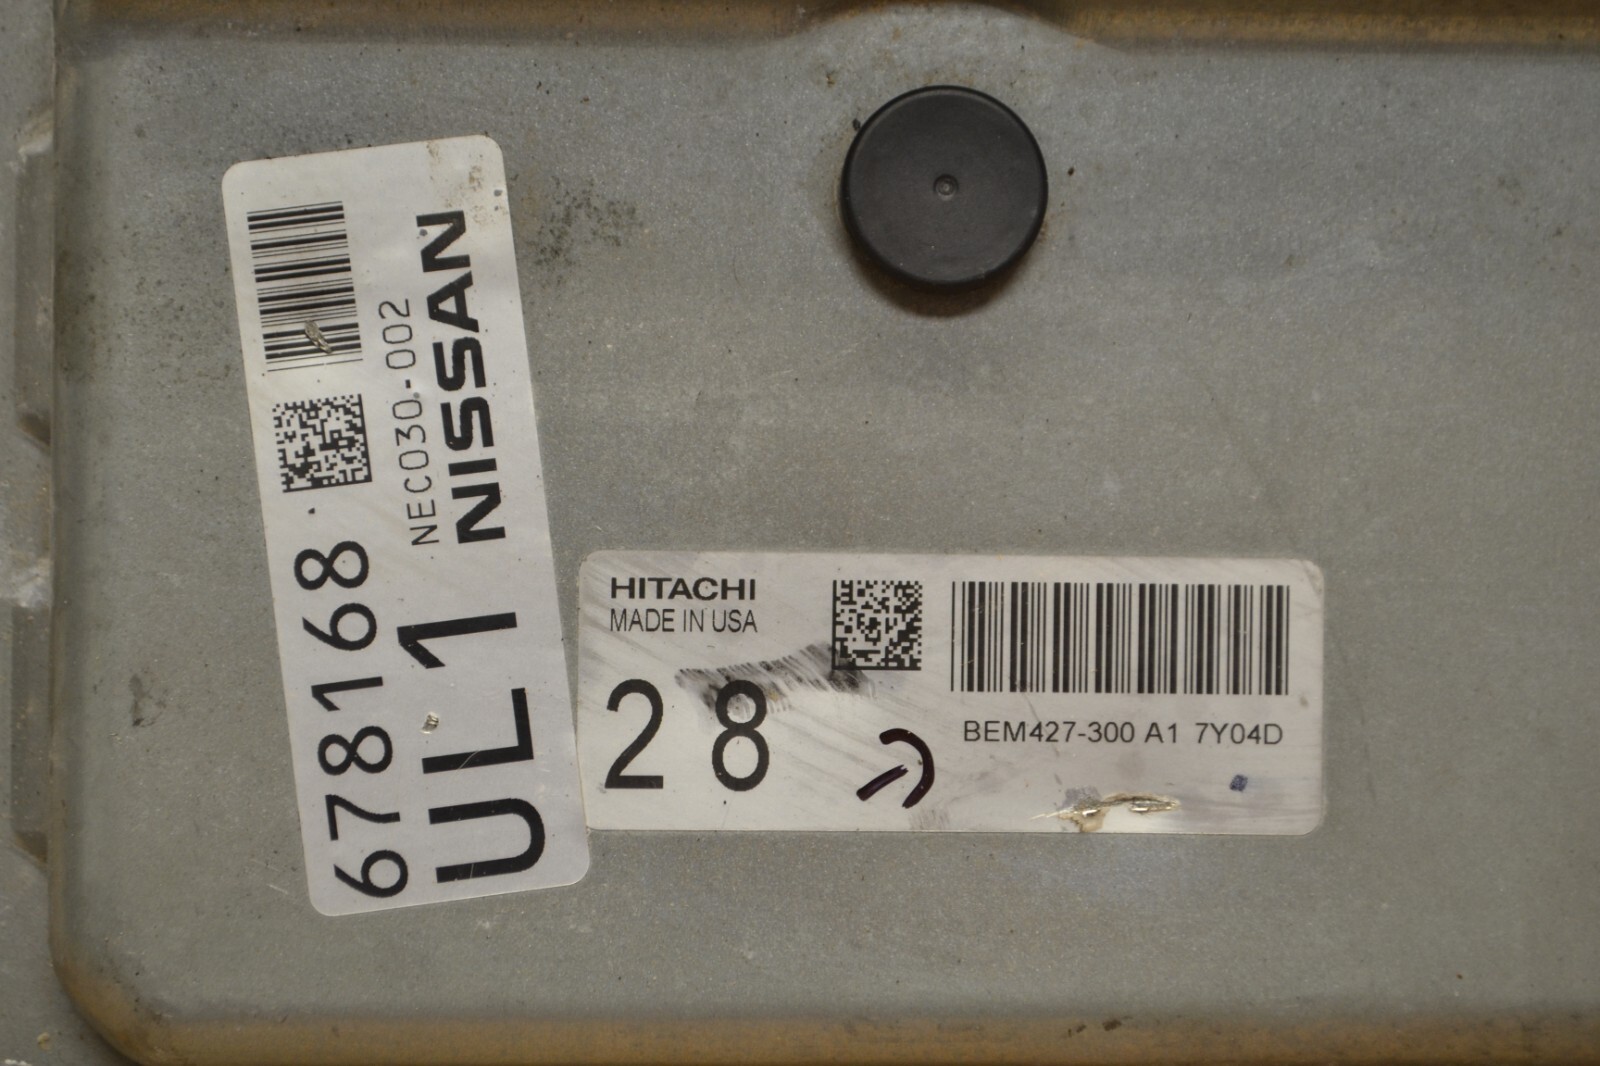 678168
NEC030-002
UL1 NISSAN
HITACHI
MADE IN USA
28
BEM427-300 A1 7Y04D